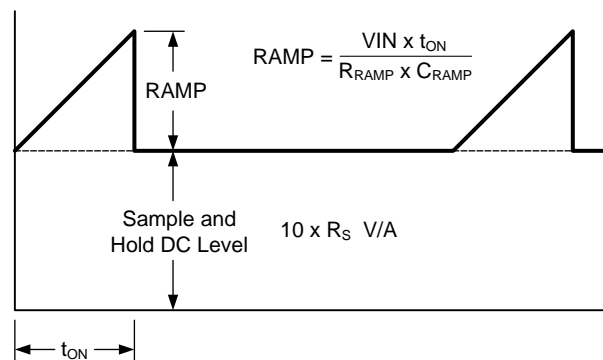 RAMP = VIN x tON
RRAMP x CRAMP
RAMP
Sample and
Hold DC Level
10 x RS V/A
tON